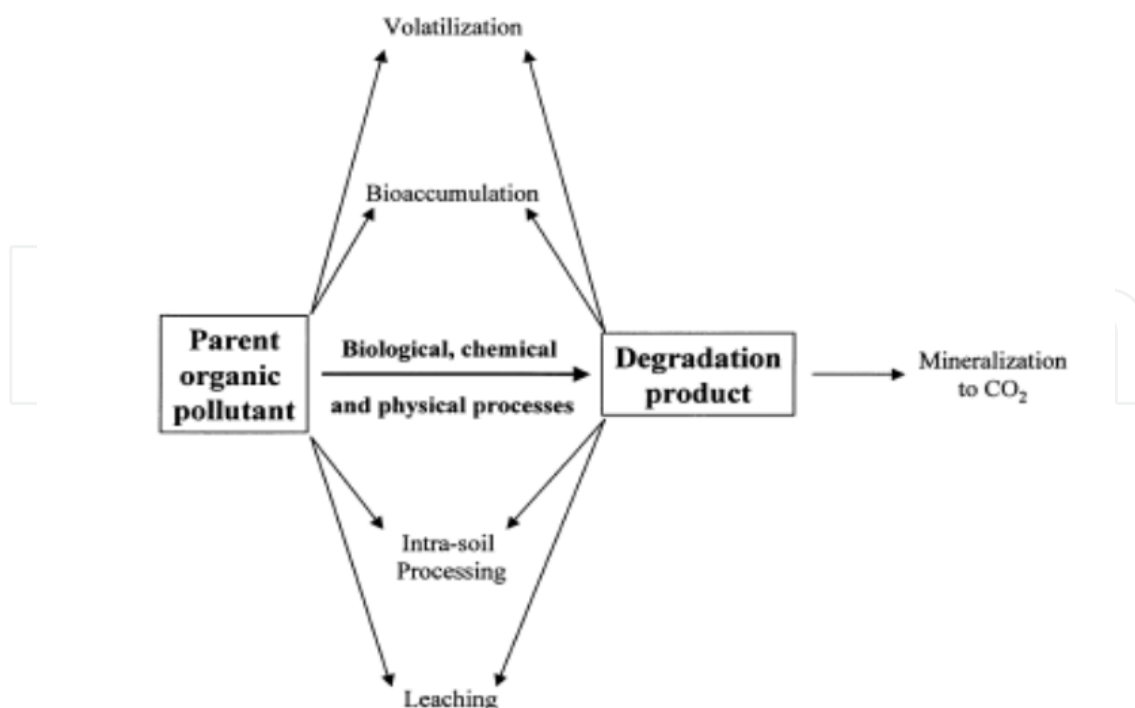 Volatilization
Bioaccumulation
Parent
organic
pollutant
Biological, chemical
and physical processes
Degradation
product
Mineralization
to CO₂
Intra-soil
Processing
Leaching